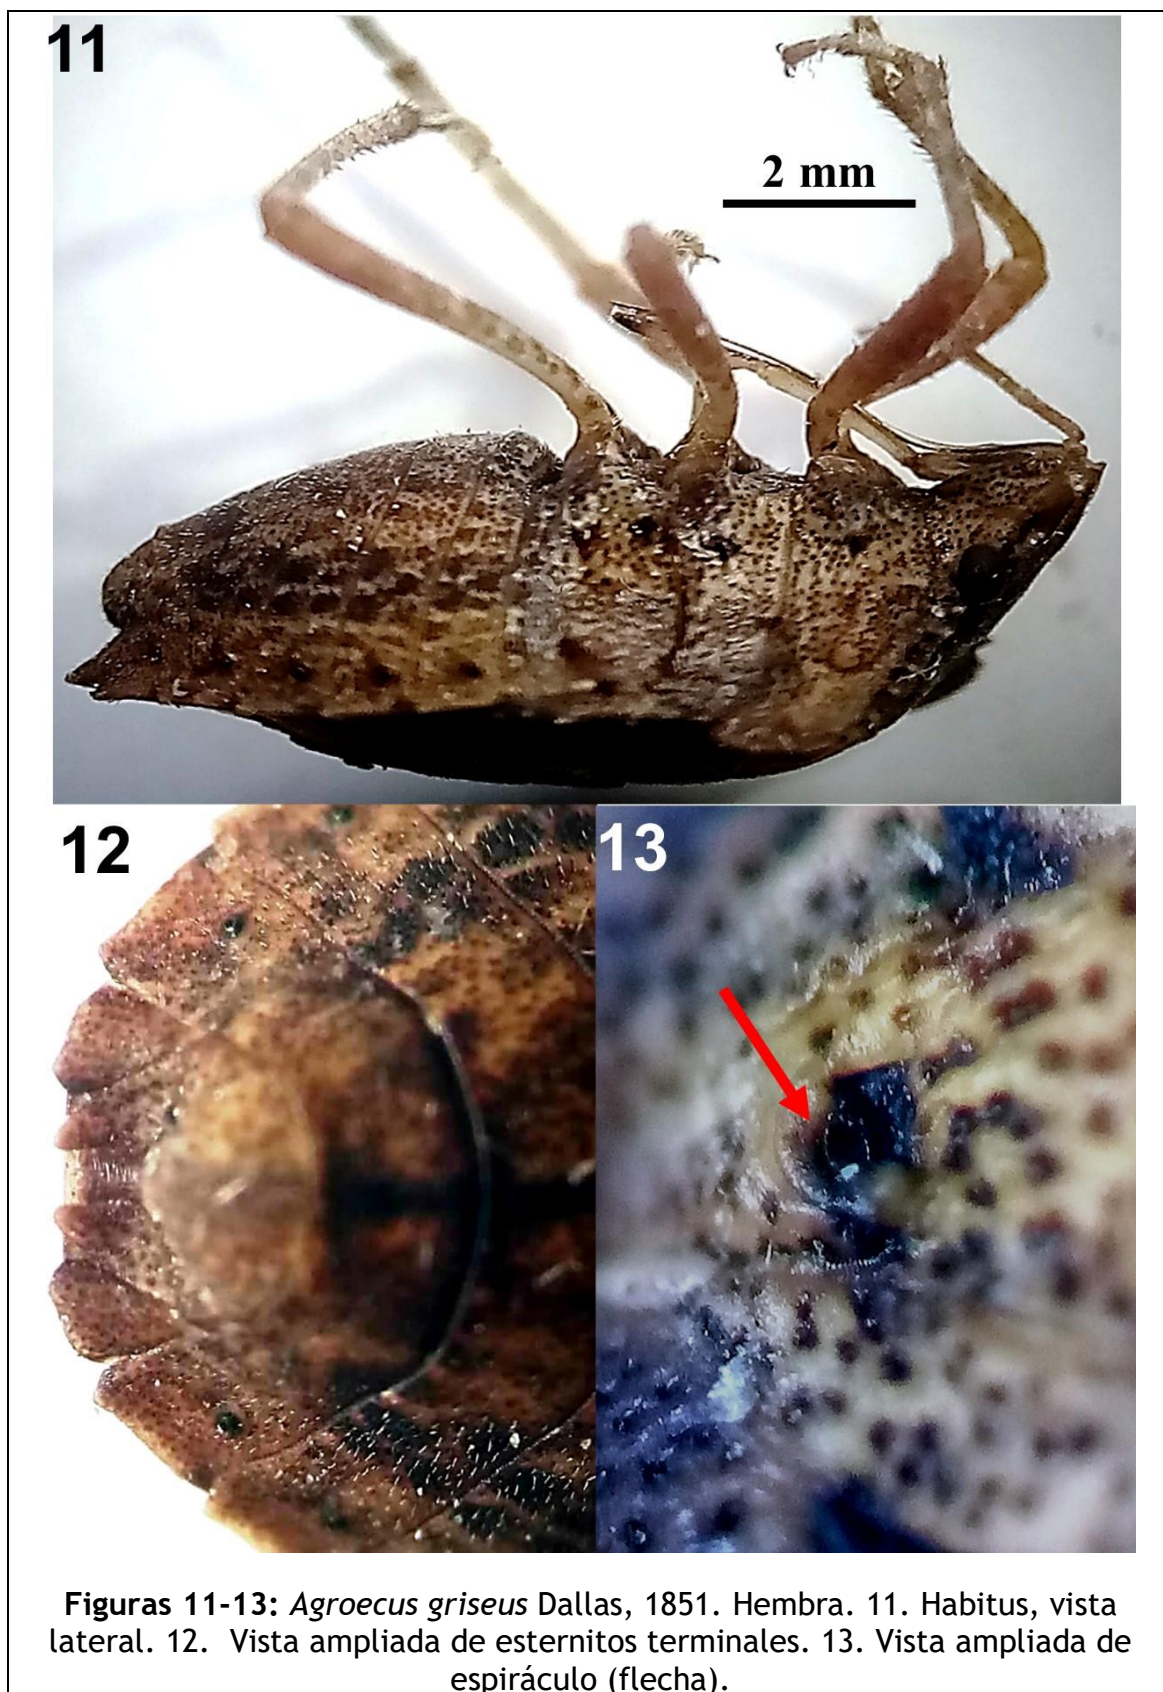 11
2 mm
12
13
Figuras 11-13: Agroecus griseus Dallas, 1851. Hembra. 11. Habitus, vista
lateral. 12. Vista ampliada de esternitos terminales. 13. Vista ampliada de
espiráculo (flecha).